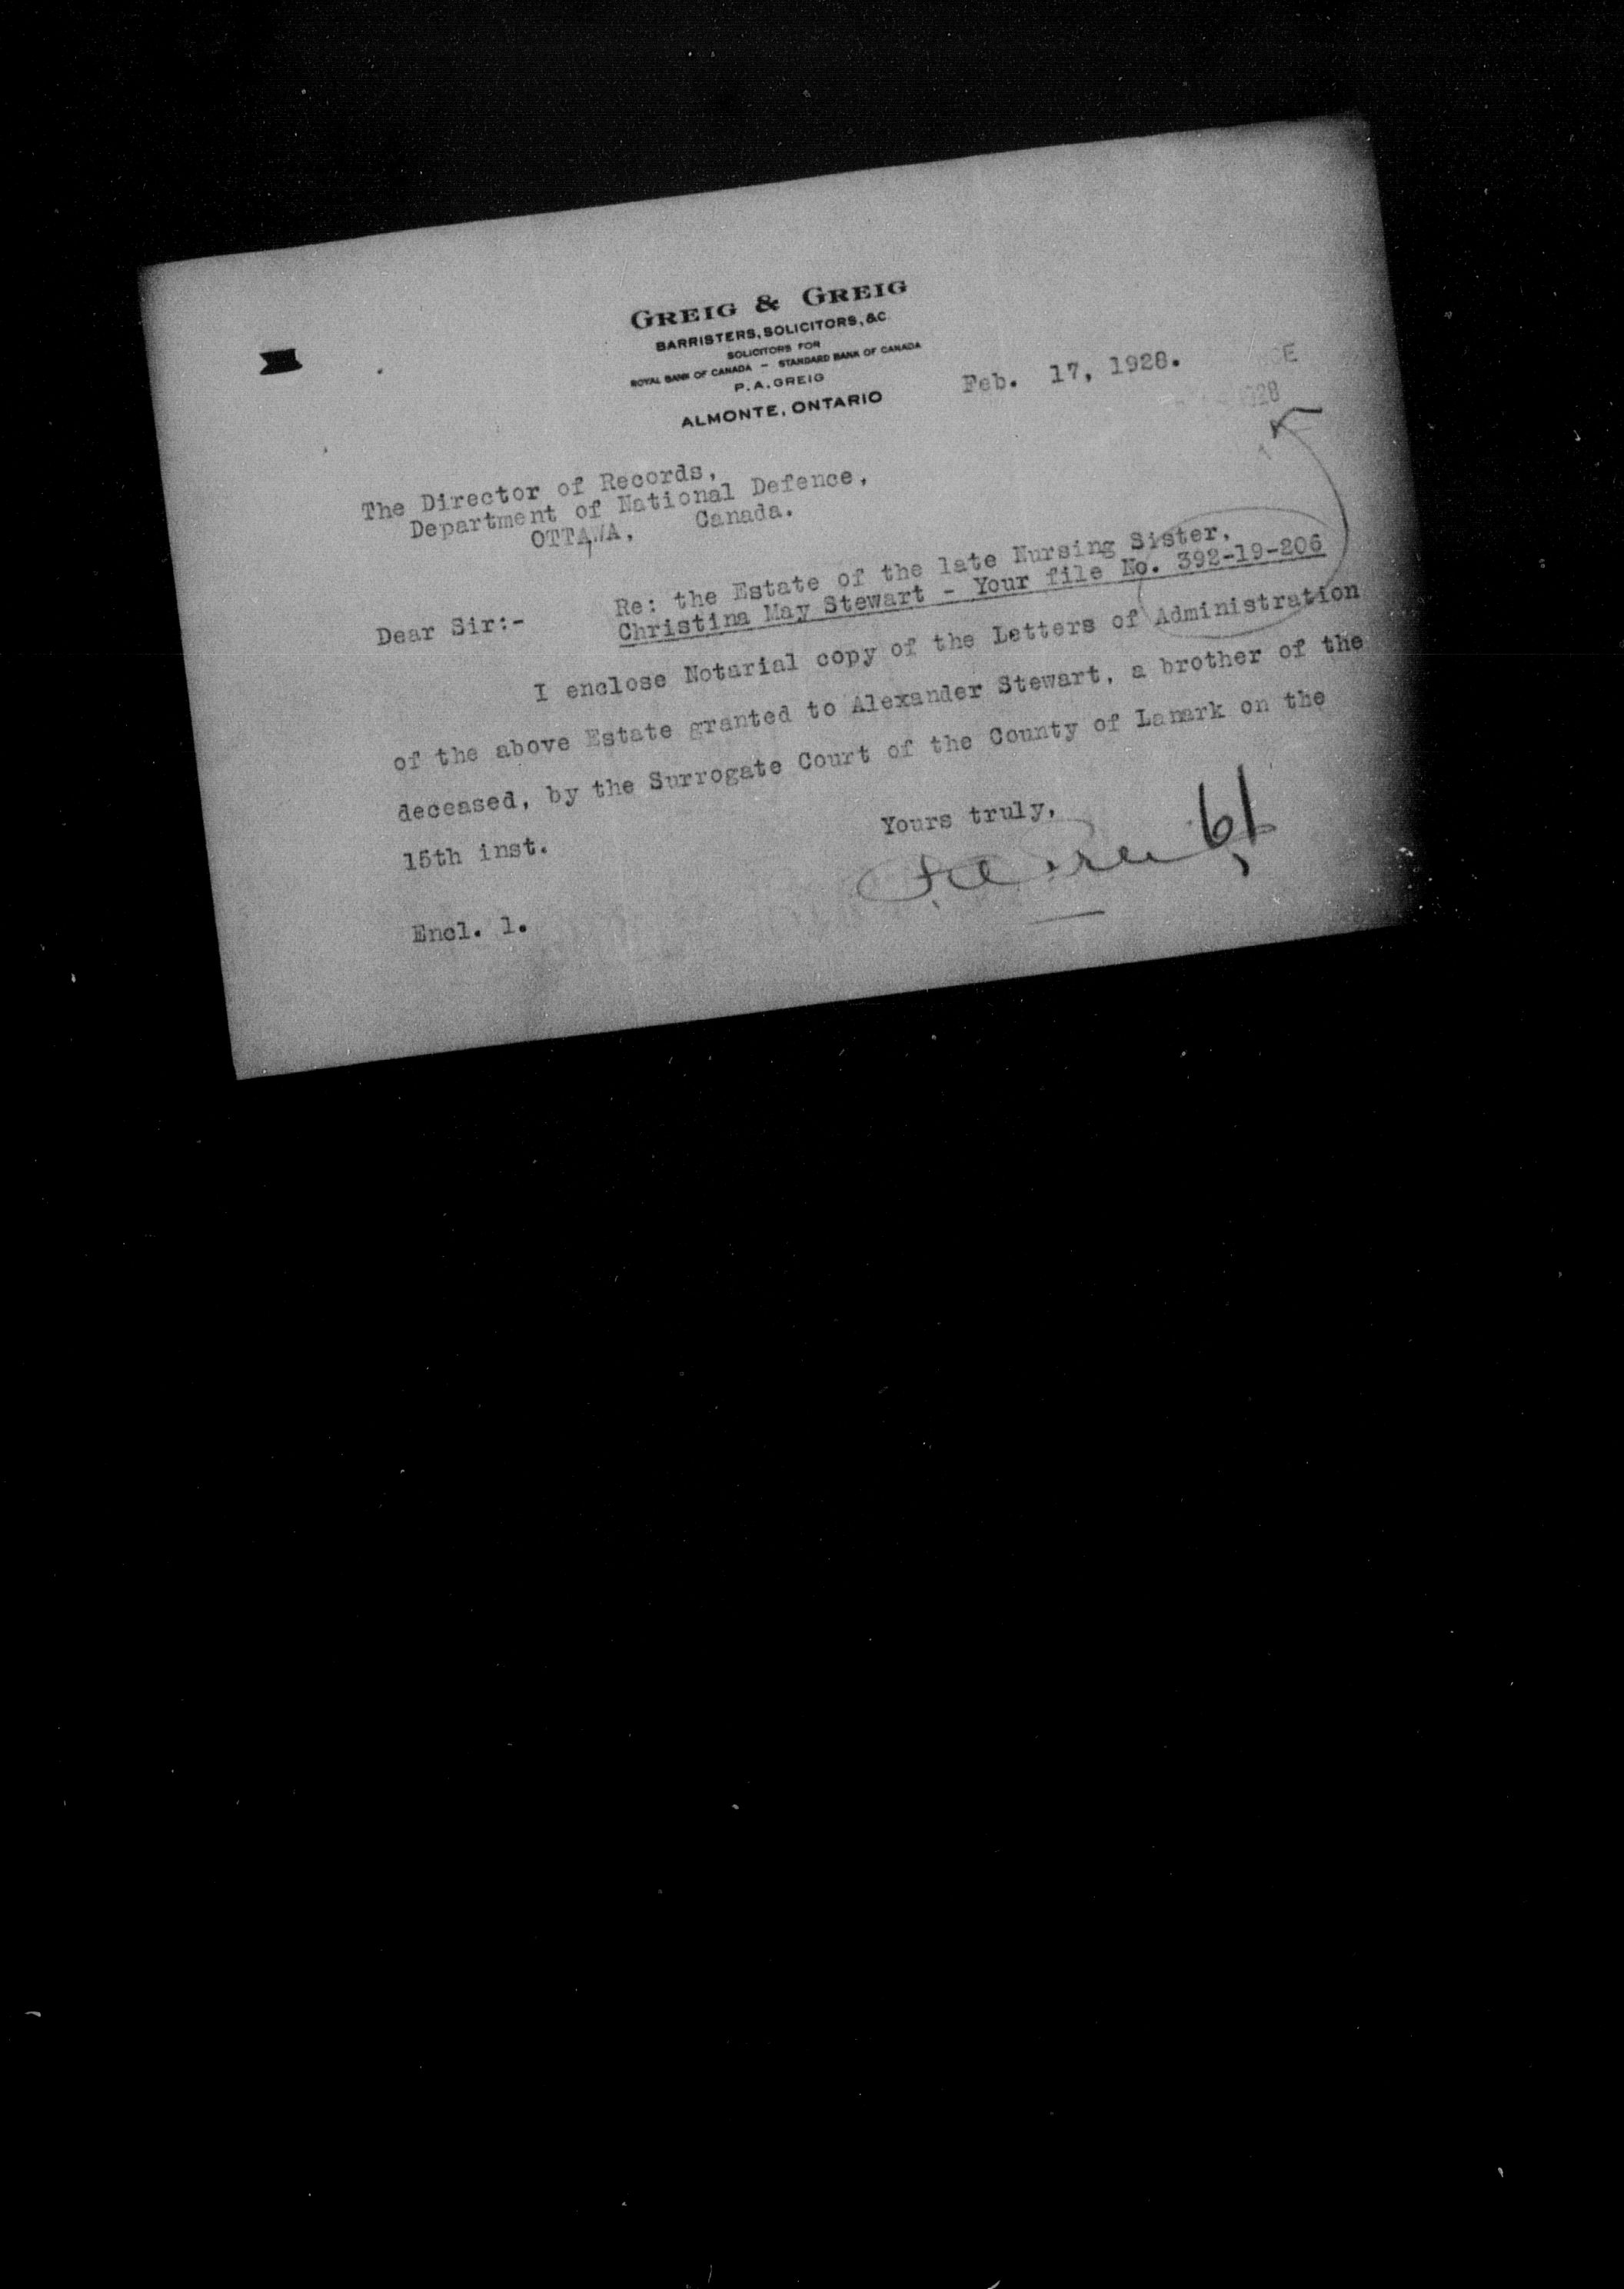 GREIG & GREIG
BARRISTERS, SOLICITORS, &C.
SOLICITORS FOR
ROYAL BANK OF CANADA – STANDARD BANK OF CANADA
P. A. GREIG
ALMONTE, ONTARIO
Feb. 17, 1928.
The Director of Records,
Department of National Defence,
OTTAWA, Canada.
Re: the Estate of the late Nursing Sister,
Christina May Stewart - Your file No. 392-19-206
Dear Sir:-
I enclose Notarial copy of the Letters of Administration
of the above Estate granted to Alexander Stewart, a brother of the
deceased, by the Surrogate Court of the County of Lanark on the
15th inst.
Yours truly,
P. A. Greig
61
Encl. 1.